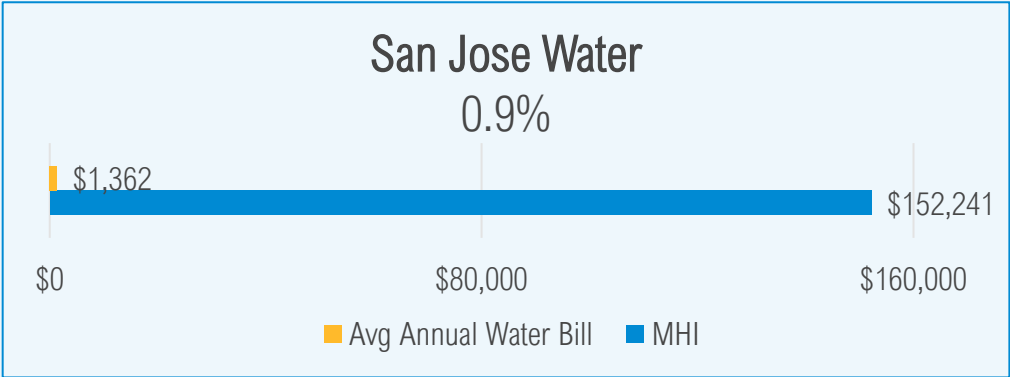 San Jose Water
0.9%
$1,362
$152,241
$0 $80,000 $160,000
Avg Annual Water Bill MHI